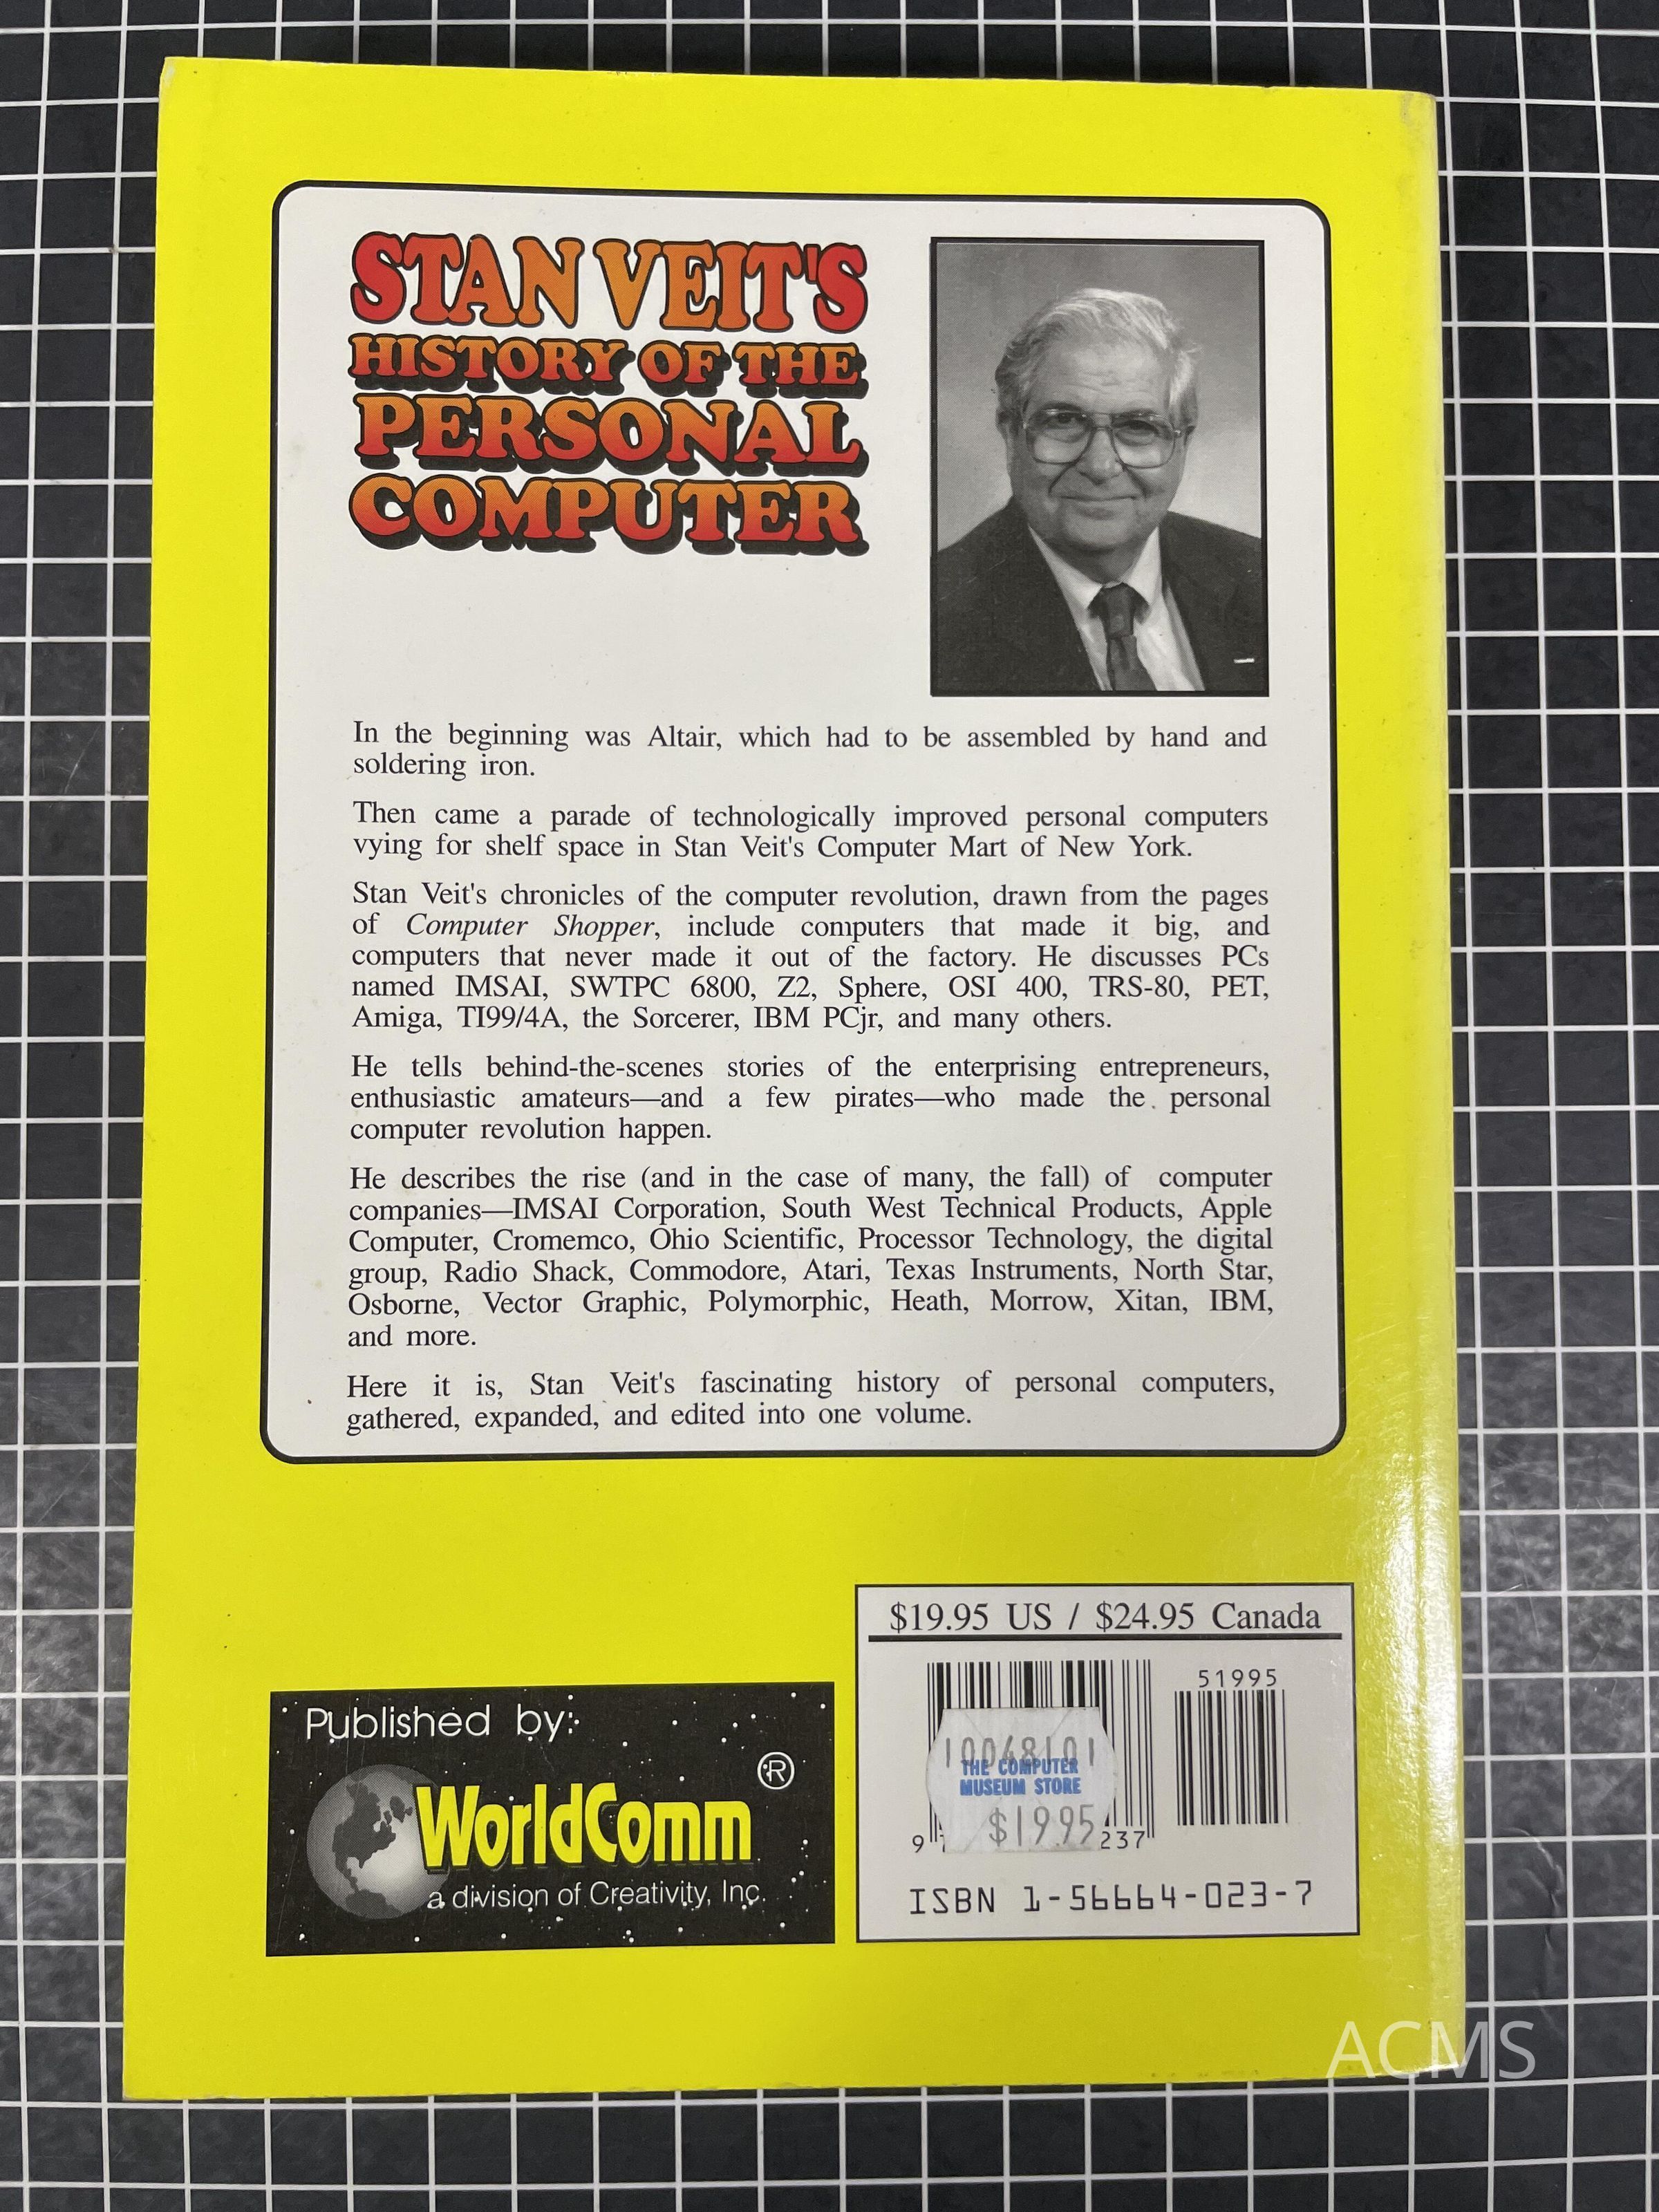 STAN VEIT'S
HISTORY OF THE
PERSONAL
COMPUTER
In the beginning was Altair, which had to be assembled by hand and
soldering iron.
Then came a parade of technologically improved personal computers
vying for shelf space in Stan Veit's Computer Mart of New York.
Stan Veit's chronicles of the computer revolution, drawn from the pages
of Computer Shopper, include computers that made it big, and
computers that never made it out of the factory. He discusses PCs
named IMSAI, SWTPC 6800, Z2, Sphere, OSI 400, TRS-80, PET,
Amiga, TI99/4A, the Sorcerer, IBM PCjr, and many others.
He tells behind-the-scenes stories of the enterprising entrepreneurs,
enthusiastic amateurs—and a few pirates—who made the personal
computer revolution happen.
He describes the rise (and in the case of many, the fall) of computer
companies—IMSAI Corporation, South West Technical Products, Apple
Computer, Cromemco, Ohio Scientific, Processor Technology, the digital
group, Radio Shack, Commodore, Atari, Texas Instruments, North Star,
Osborne, Vector Graphic, Polymorphic, Heath, Morrow, Xitan, IBM,
and more.
Here it is, Stan Veit's fascinating history of personal computers,
gathered, expanded, and edited into one volume.
$19.95 US / $24.95 Canada
51995
10048101
THE COMPUTER
MUSEUM STORE
$19.95
9 237
ISBN 1-56664-023-7
Published by:
WorldComm ®
a division of Creativity, Inc.
ACMS